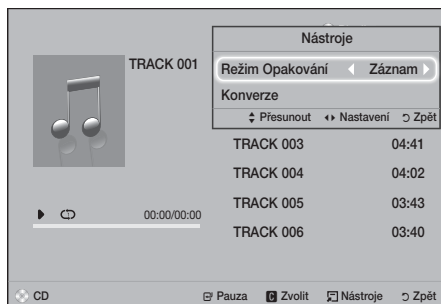 TRACK 001
Nástroje
Režim Opakování Záznam
Konverze
Přesunout Nastavení Zpět
TRACK 003 04:41
TRACK 004 04:02
TRACK 005 03:43
TRACK 006 03:40
00:00/00:00
CD Pauza C Zvolit Nástroje Zpět